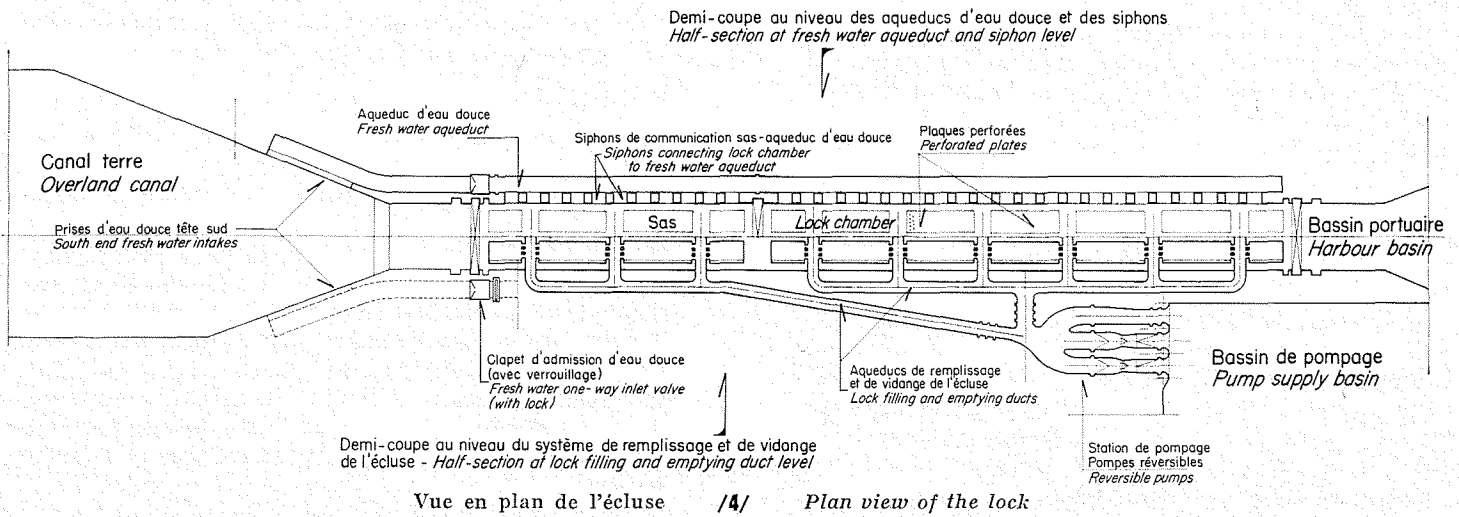 Demi-coupe au niveau des aqueducs d'eau douce et des siphons
Half-section at fresh water aqueduct and siphon level
Aqueduc d'eau douce
Fresh water aqueduct
Siphons de communication sas-aqueduc d'eau douce
Siphons connecting lock chamber
to fresh water aqueduct
Plaques perforées
Perforated plates
Canal terre
Overland canal
Prises d'eau douce tête sud
South end fresh water intakes
Sas
Lock chamber
Bassin portuaire
Harbour basin
Clapet d'admission d'eau douce
(avec verrouillage)
Fresh water one-way inlet valve
(with lock)
Aqueducs de remplissage
et de vidange de l'écluse
Lock filling and emptying ducts
Bassin de pompage
Pump supply basin
Demi-coupe au niveau du système de remplissage et de vidange
de l'écluse - Half-section at lock filling and emptying duct level
Station de pompage
Pompes réversibles
Reversible pumps
Vue en plan de l'écluse /4/ Plan view of the lock